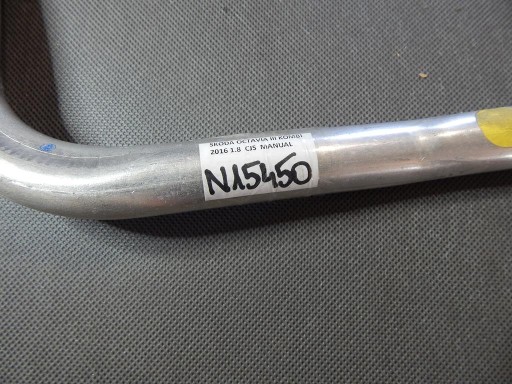 SKODA OCTAVIA III KOMBI
2016 1.8 CJS MANUAL
N15450